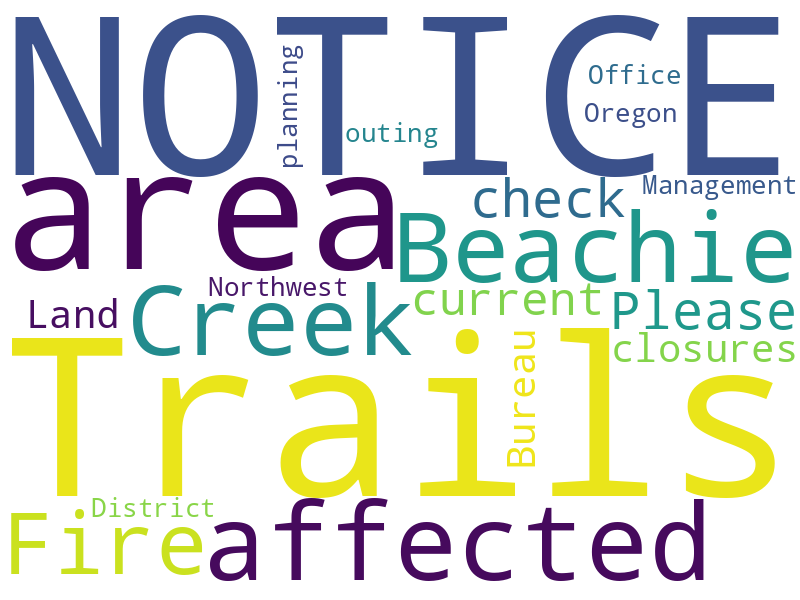 NOTICE
planning
outing
Office
Oregon
area
check
Management
Beachie
Northwest
Land
Creek
current
Please
closures
Trails
Bureau
District
Fire
affected